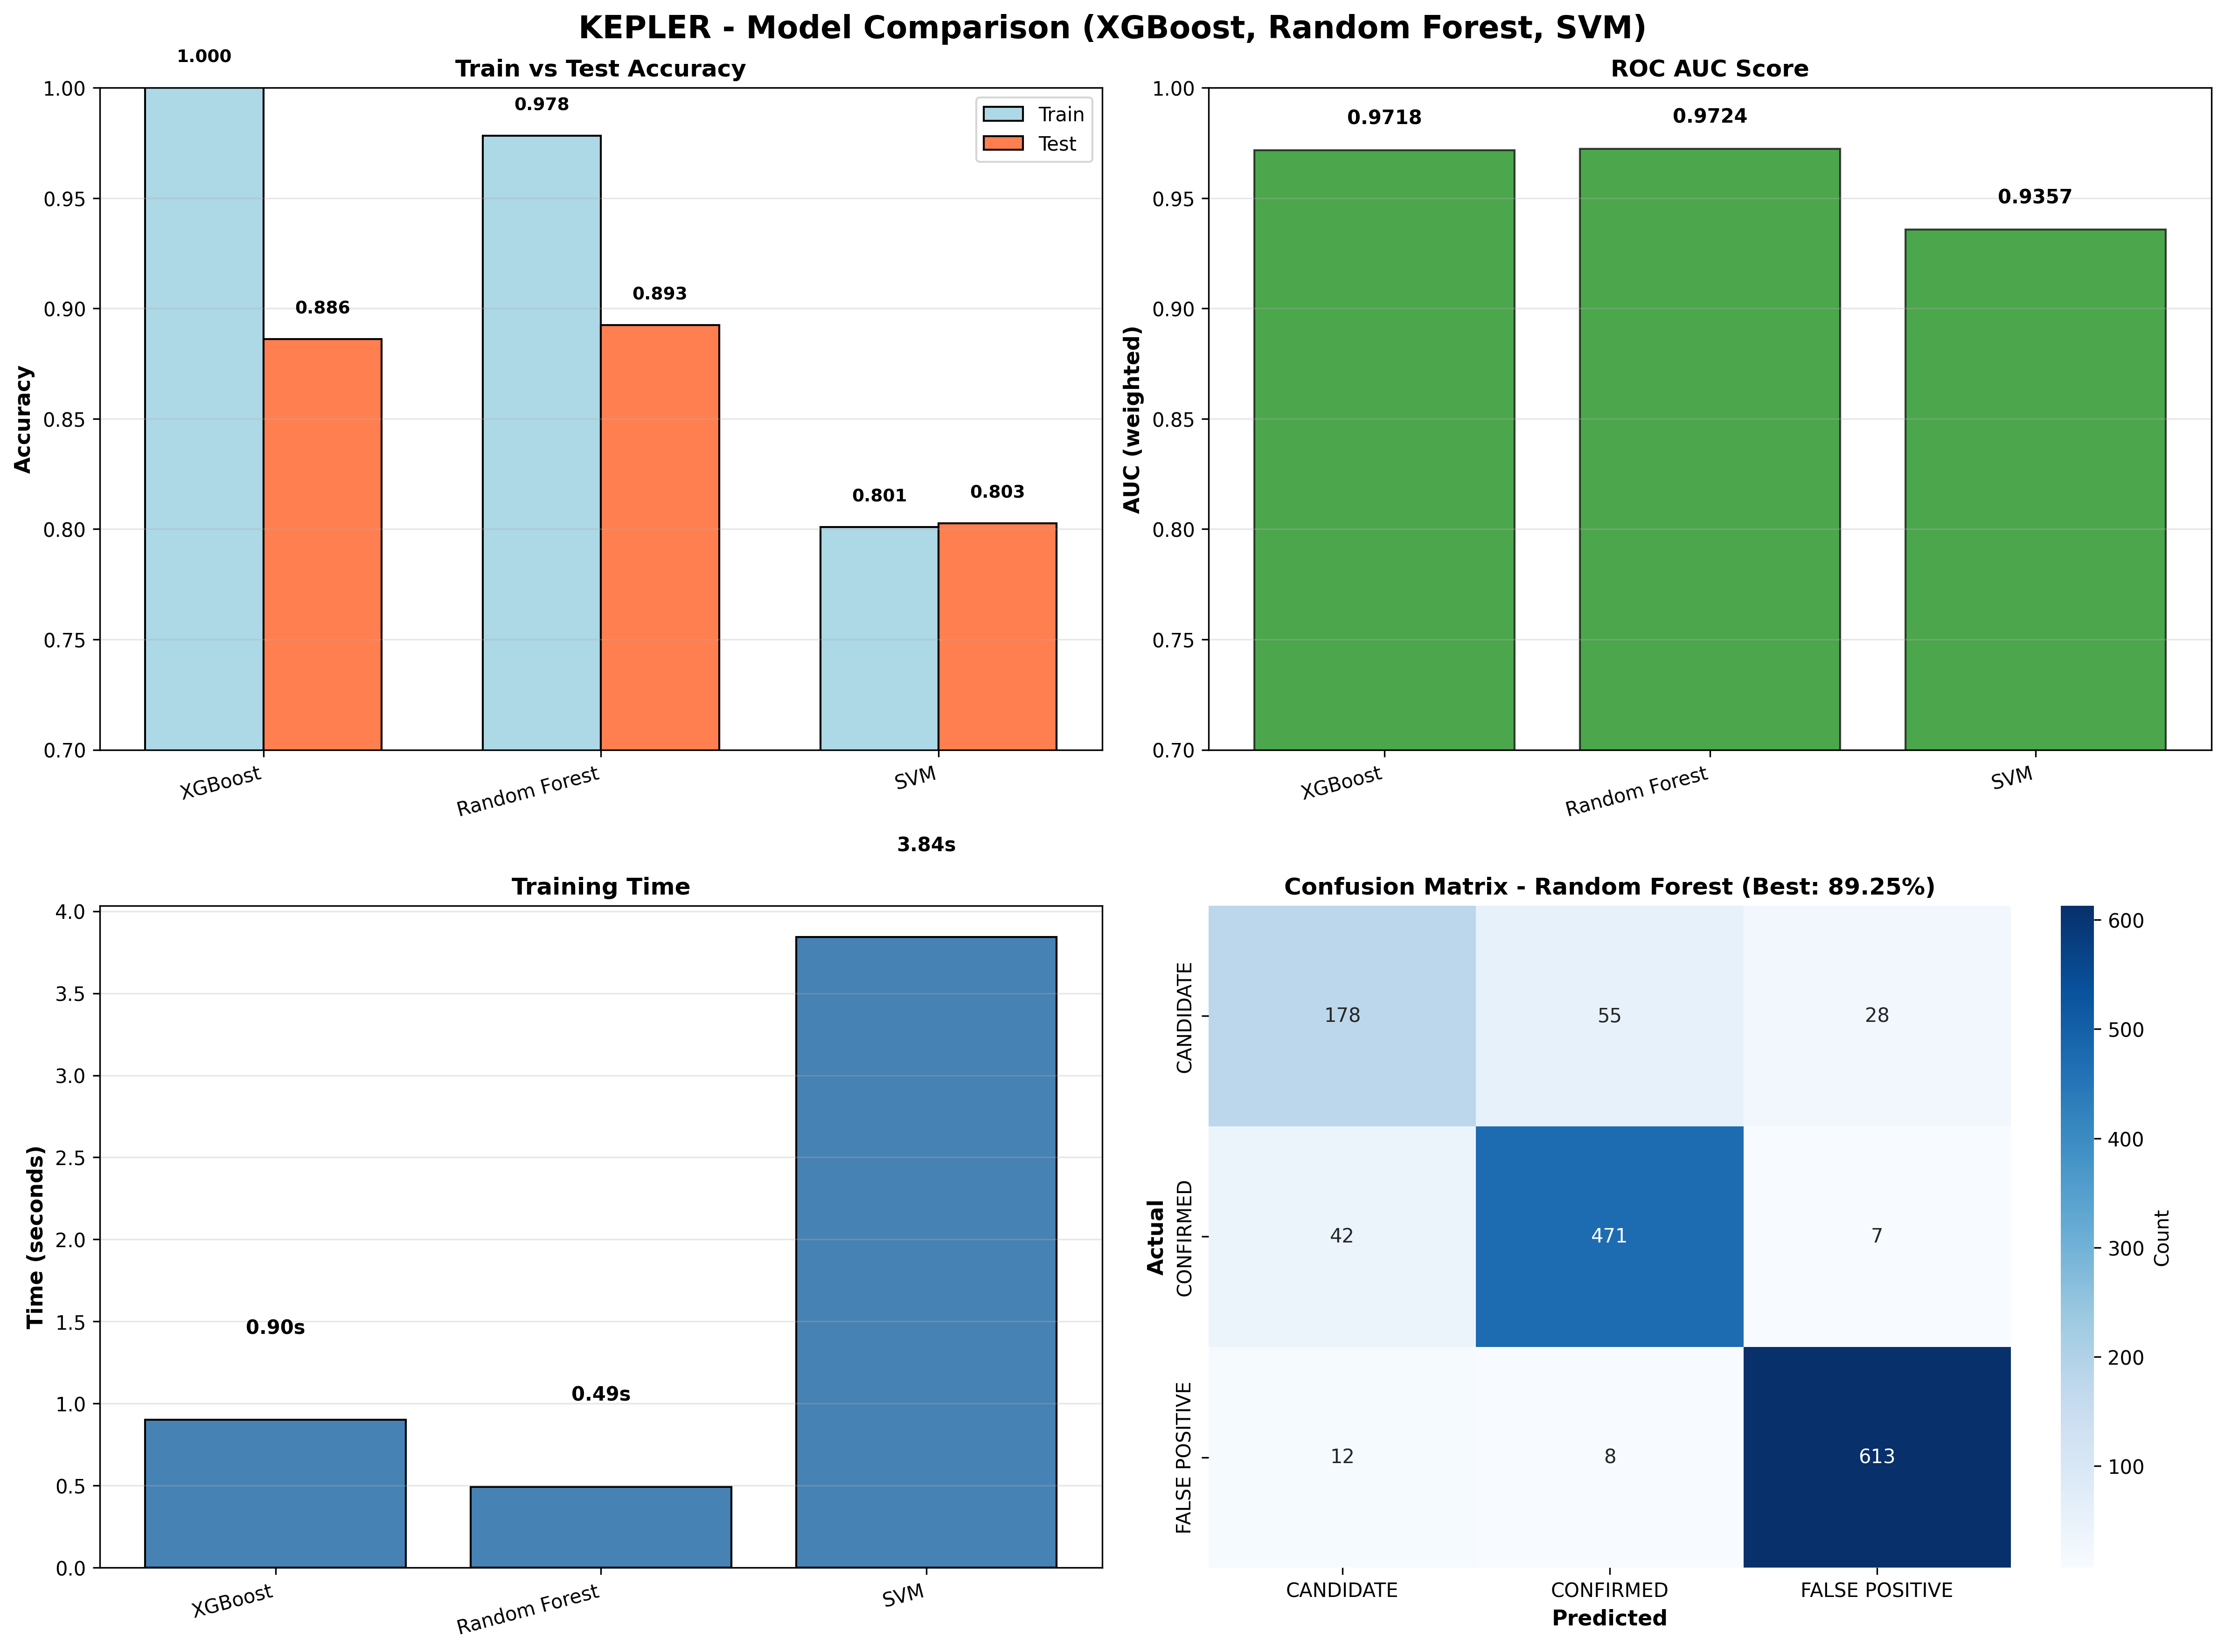 KEPLER - Model Comparison (XGBoost, Random Forest, SVM)
Train vs Test Accuracy
1.000
0.886
0.978
0.893
0.801
0.803
Train
Test
1.00
0.95
0.90
0.85
0.80
0.75
0.70
Accuracy
XGBoost
Random Forest
SVM
ROC AUC Score
0.9718
0.9724
0.9357
1.00
0.95
0.90
0.85
0.80
0.75
0.70
AUC (weighted)
XGBoost
Random Forest
SVM
Training Time
3.84s
0.90s
0.49s
4.0
3.5
3.0
2.5
2.0
1.5
1.0
0.5
0.0
Time (seconds)
XGBoost
Random Forest
SVM
Confusion Matrix - Random Forest (Best: 89.25%)
CANDIDATE
178
55
28
CONFIRMED
42
471
7
FALSE POSITIVE
12
8
613
Actual
CANDIDATE
CONFIRMED
FALSE POSITIVE
Predicted
600
500
400
300
200
100
Count